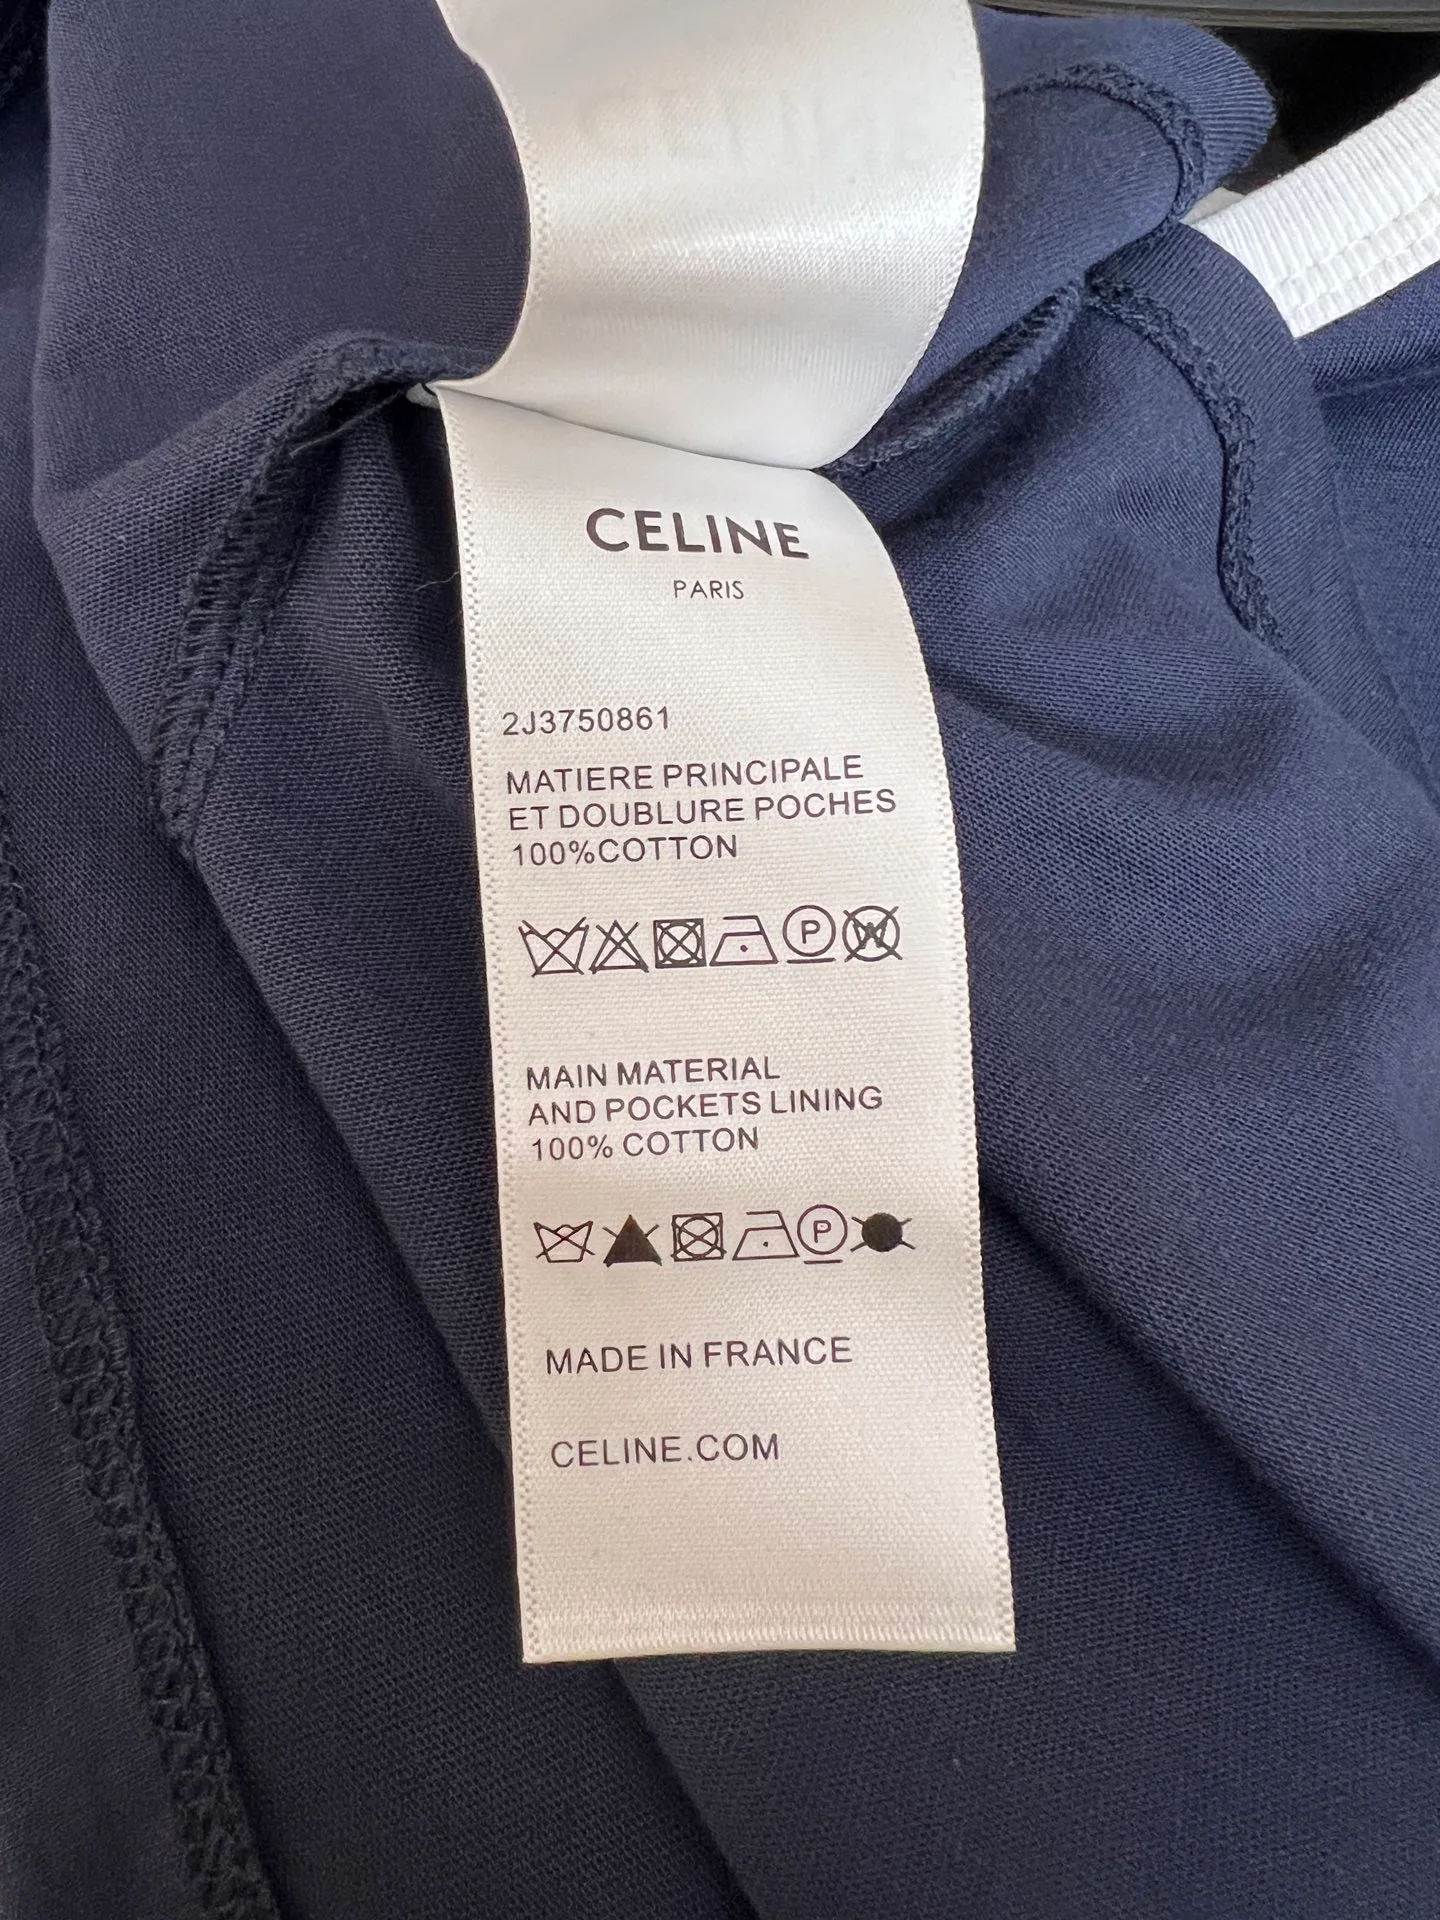 CELINE
PARIS
2J3750861
MATIERE PRINCIPALE
ET DOUBLURE POCHES
100%COTTON
P W
MAIN MATERIAL
AND POCKETS LINING
100% COTTON
P
MADE IN FRANCE
CELINE.COM